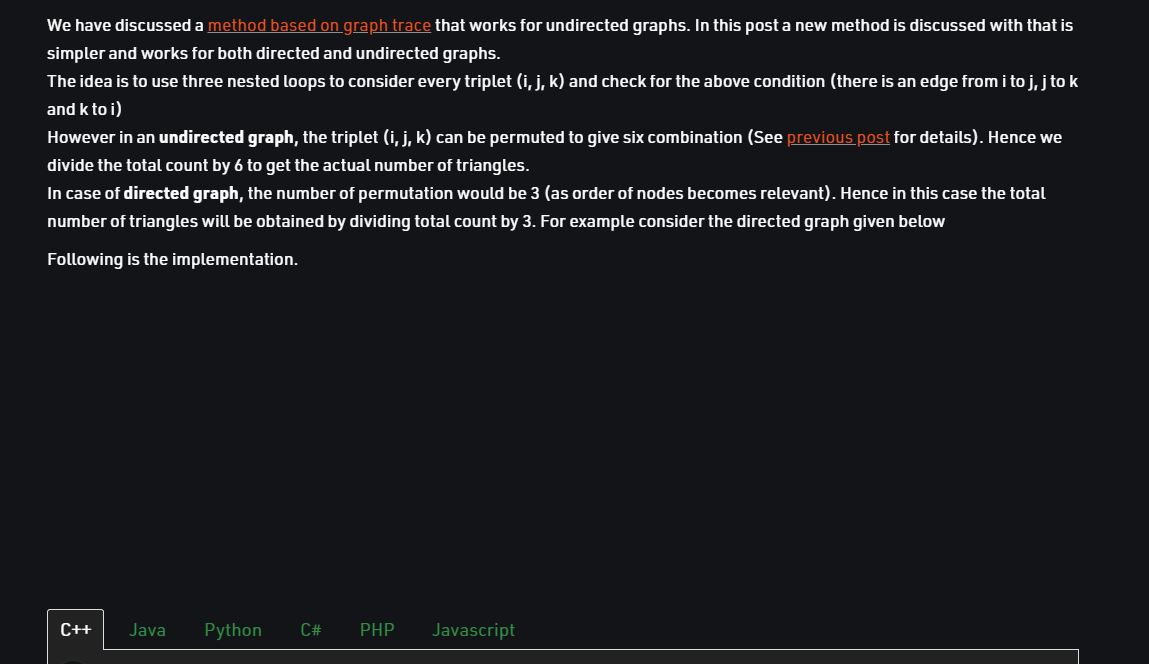 We have discussed a method based on graph trace that works for undirected graphs. In this post a new method is discussed with that is
simpler and works for both directed and undirected graphs.
The idea is to use three nested loops to consider every triplet (i, j, k) and check for the above condition (there is an edge from i to j, j to k
and k to i)
However in an undirected graph, the triplet (i, j, k) can be permuted to give six combination (See previous post for details). Hence we
divide the total count by 6 to get the actual number of triangles.
In case of directed graph, the number of permutation would be 3 (as order of nodes becomes relevant). Hence in this case the total
number of triangles will be obtained by dividing total count by 3. For example consider the directed graph given below
Following is the implementation.
C++ Java Python C# PHP Javascript